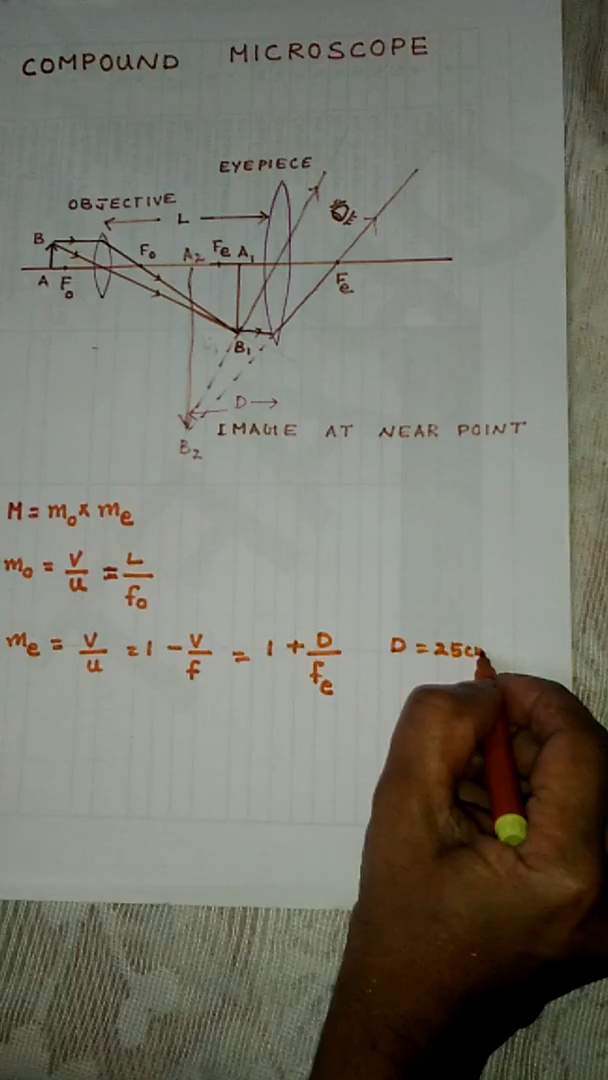 COMPOUND MICROSCOPE
EYEPIECE
OBJECTIVE
L
B
F₀ A₂ Fe A₁
A F₀
Fe
B₁
D
IMAGE AT NEAR POINT
B₂
M = m₀ x me
m₀ = V/u = L/f₀
me = V/u = 1 - V/f = 1 + D/fe D = 25c